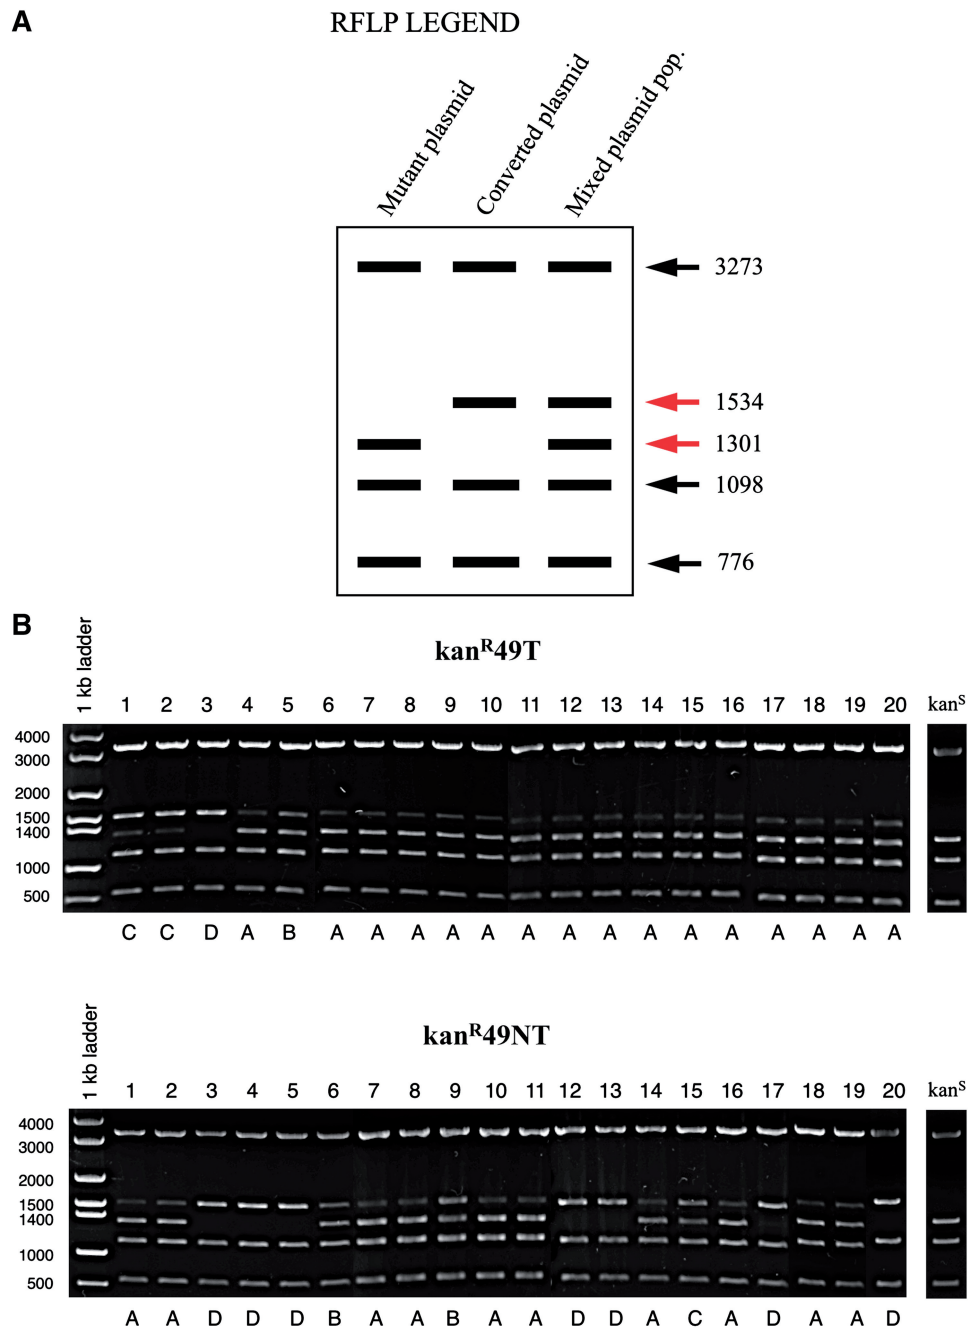 A
RFLP LEGEND
Mutant plasmid
Converted plasmid
Mixed plasmid pop.
3273
1534
1301
1098
776
B
1 kb ladder
kanR49T
1 2 3 4 5 6 7 8 9 10 11 12 13 14 15 16 17 18 19 20 kanS
4000
3000
2000
1500
1400
1000
500
C C D A B A A A A A A A A A A A A A A A
1 kb ladder
kanR49NT
1 2 3 4 5 6 7 8 9 10 11 12 13 14 15 16 17 18 19 20 kanS
4000
3000
2000
1500
1400
1000
500
A A D D D B A A B A A D D A C A D A A D